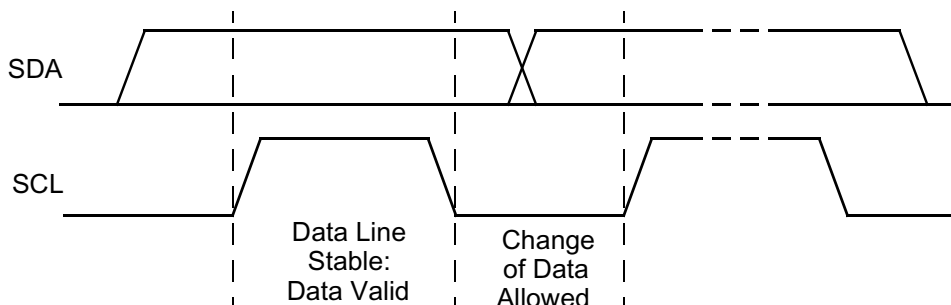 SDA
SCL
Data Line
Stable:
Data Valid
Change
of Data
Allowed